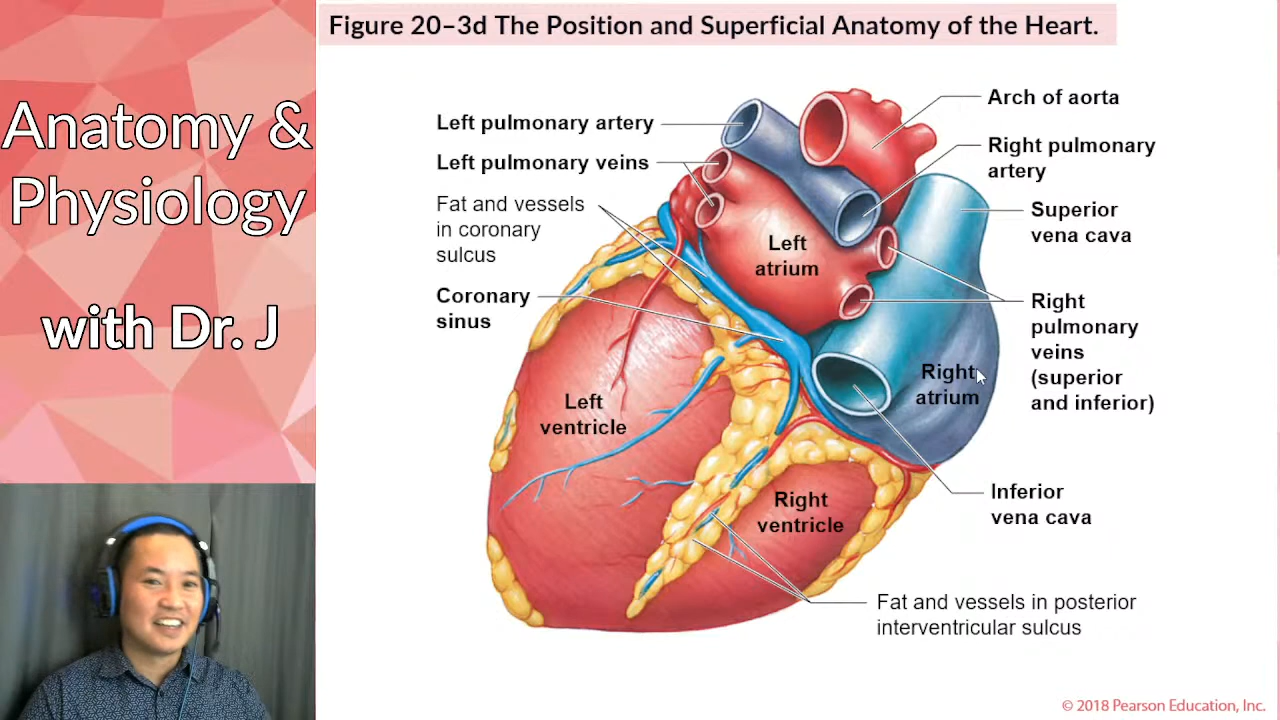 Figure 20–3d The Position and Superficial Anatomy of the Heart.
Anatomy &
Physiology
with Dr. J
Left pulmonary artery
Left pulmonary veins
Fat and vessels
in coronary
sulcus
Coronary
sinus
Arch of aorta
Right pulmonary
artery
Superior
vena cava
Right
pulmonary
veins
(superior
and inferior)
Inferior
vena cava
Left
atrium
Right
atrium
Left
ventricle
Right
ventricle
Fat and vessels in posterior
interventricular sulcus
© 2018 Pearson Education, Inc.